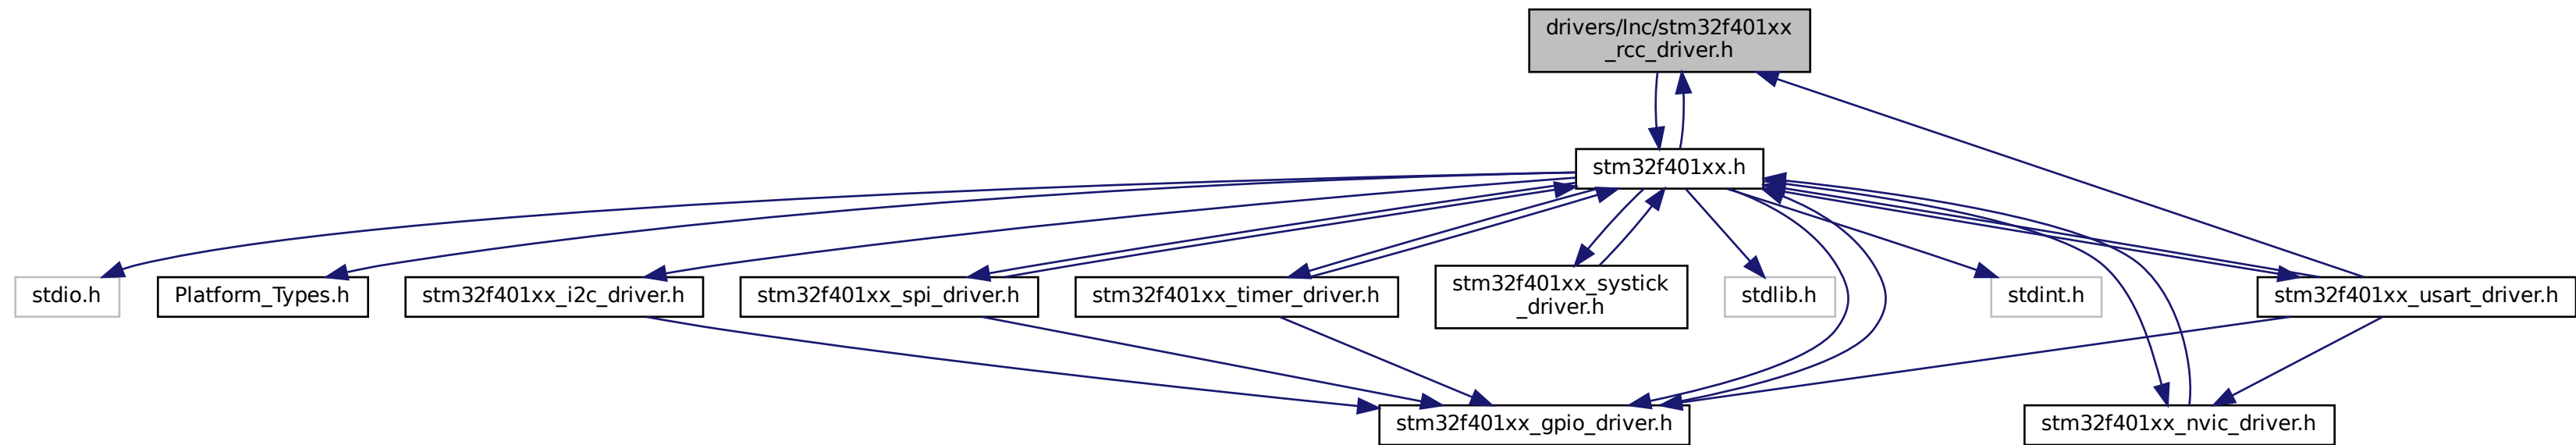 drivers/Inc/stm32f401xx
_rcc_driver.h
stm32f401xx.h
stdio.h
Platform_Types.h
stm32f401xx_i2c_driver.h
stm32f401xx_spi_driver.h
stm32f401xx_timer_driver.h
stm32f401xx_systick
_driver.h
stdlib.h
stdint.h
stm32f401xx_usart_driver.h
stm32f401xx_gpio_driver.h
stm32f401xx_nvic_driver.h